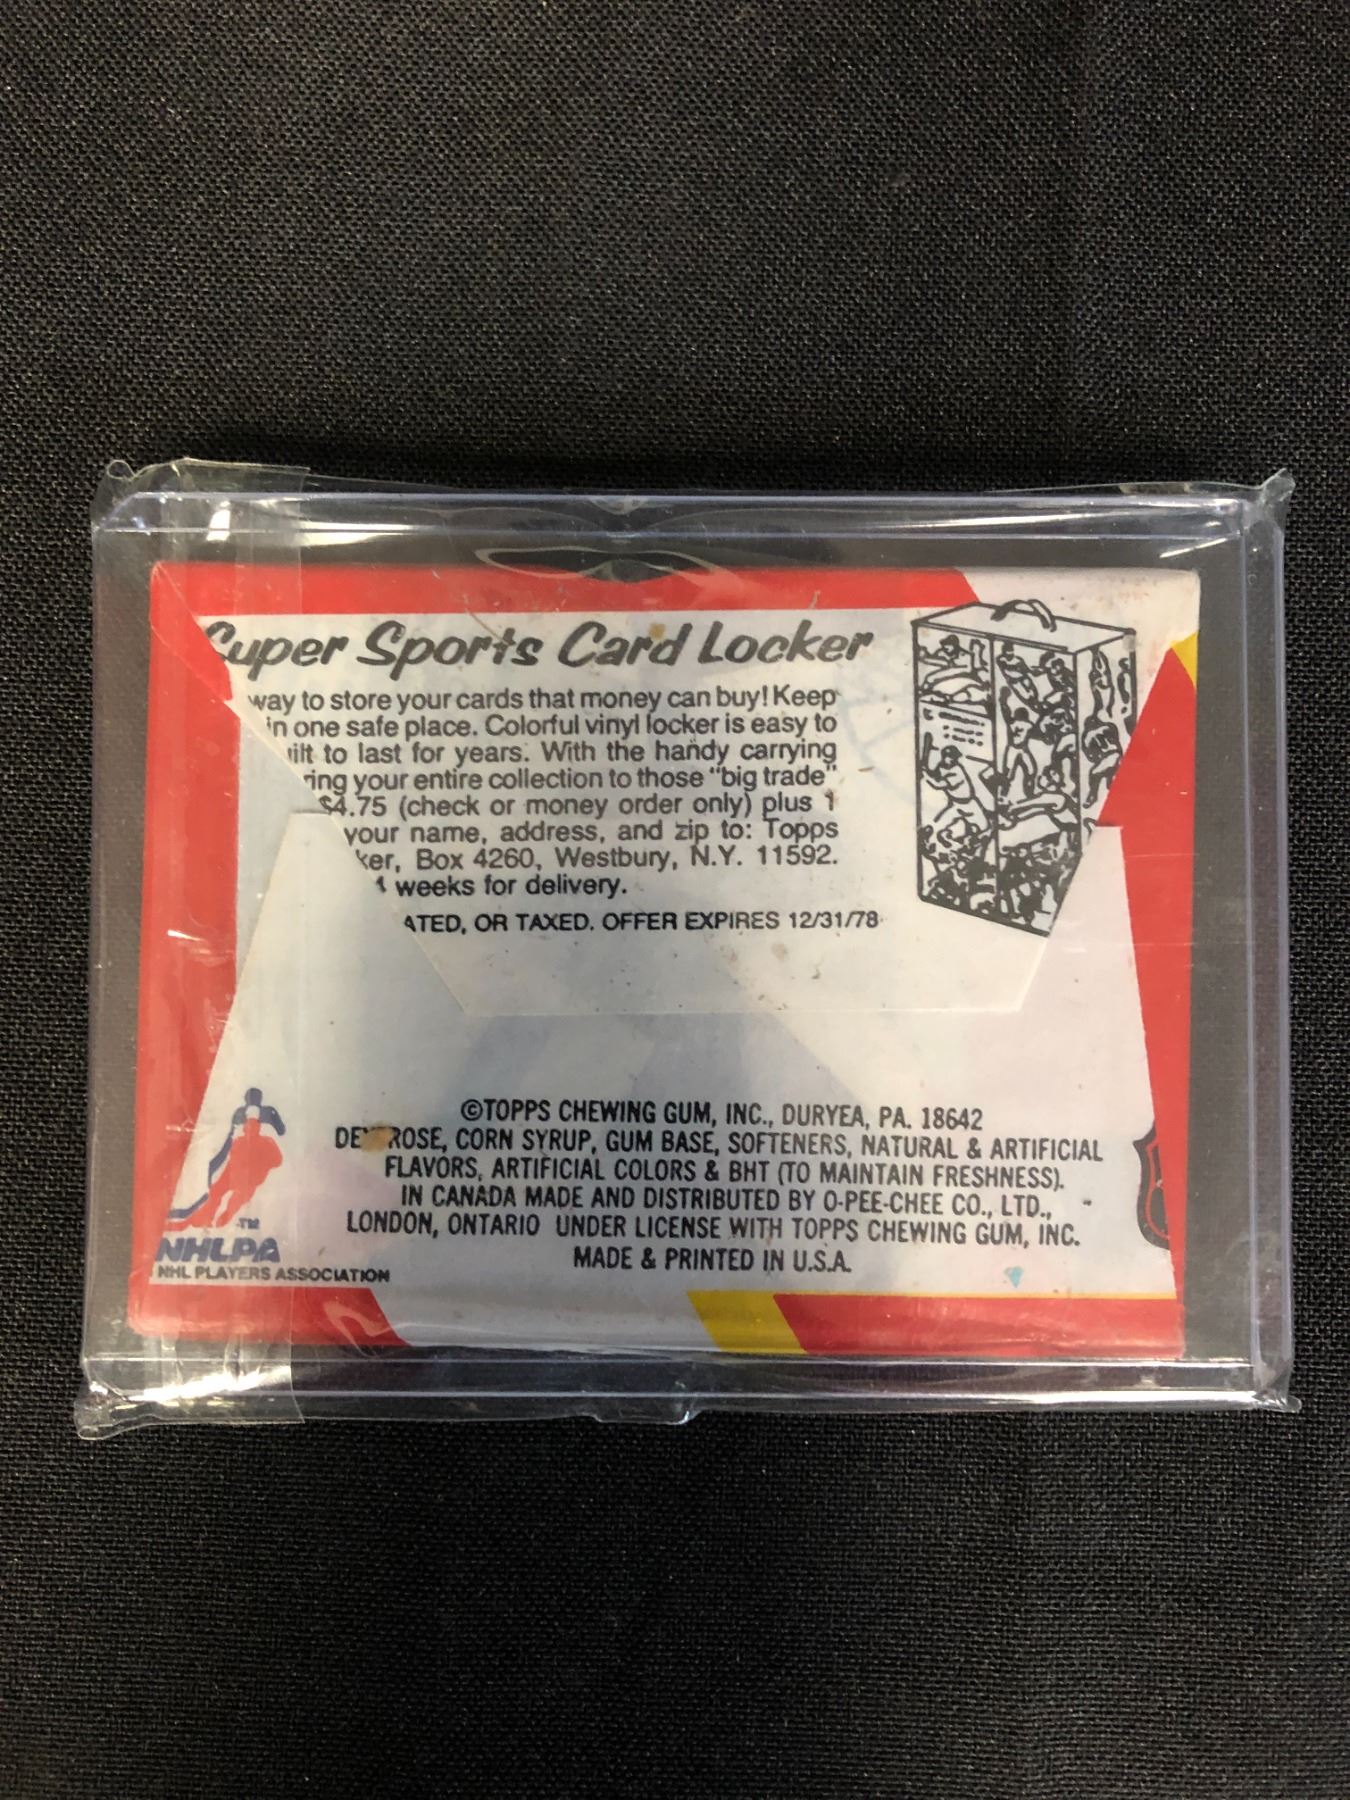 Super Sports Card Locker
way to store your cards that money can buy! Keep
in one safe place. Colorful vinyl locker is easy to
uilt to last for years. With the handy carrying
ring your entire collection to those "big trade"
$4.75 (check or money order only) plus 1
your name, address, and zip to: Topps
ker, Box 4260, Westbury, N.Y. 11592.
4 weeks for delivery.
ATED, OR TAXED. OFFER EXPIRES 12/31/78
©TOPPS CHEWING GUM, INC., DURYEA, PA. 18642
DEXTROSE, CORN SYRUP, GUM BASE, SOFTENERS, NATURAL & ARTIFICIAL
FLAVORS, ARTIFICIAL COLORS & BHT (TO MAINTAIN FRESHNESS).
IN CANADA MADE AND DISTRIBUTED BY O-PEE-CHEE CO., LTD.,
LONDON, ONTARIO UNDER LICENSE WITH TOPPS CHEWING GUM, INC.
MADE & PRINTED IN U.S.A.
TM
NHLPA
NHL PLAYERS ASSOCIATION